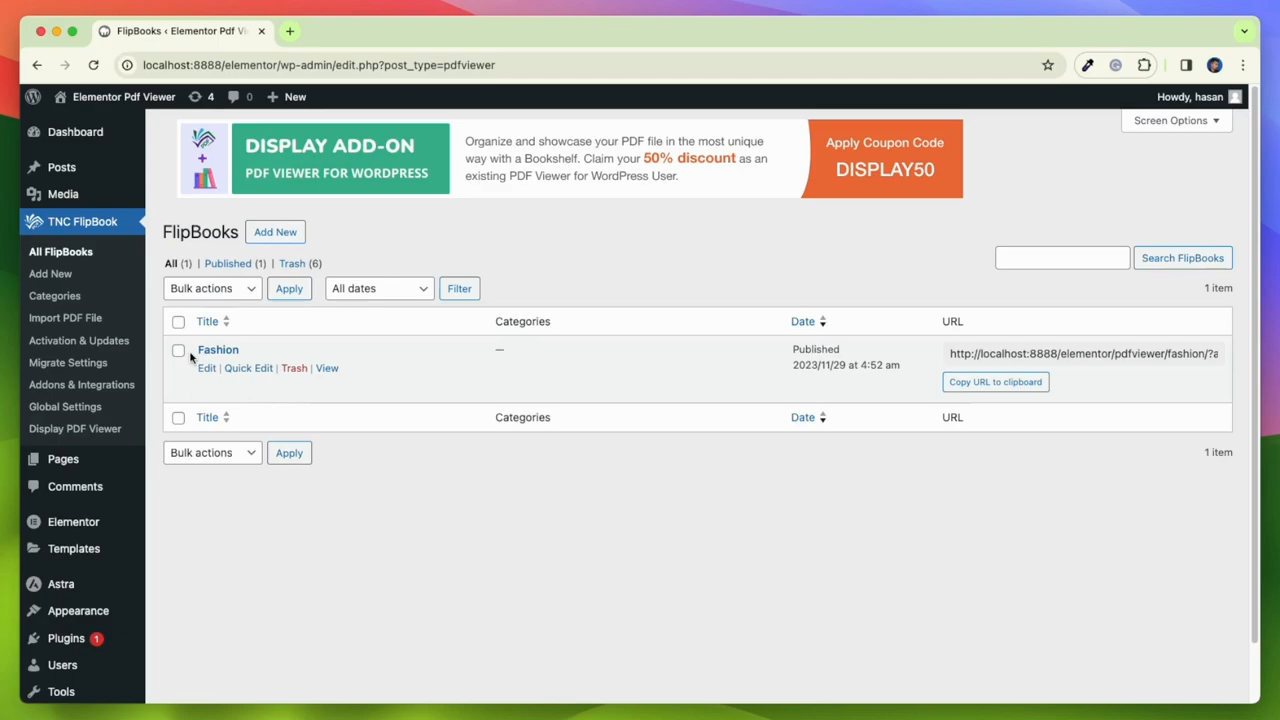 FlipBooks ‹ Elementor Pdf Vi
localhost:8888/elementor/wp-admin/edit.php?post_type=pdfviewer
Elementor Pdf Viewer 4 0 New Howdy, hasan
Screen Options
DISPLAY ADD-ON
PDF VIEWER FOR WORDPRESS
Organize and showcase your PDF file in the most unique
way with a Bookshelf. Claim your 50% discount as an
existing PDF Viewer for WordPress User.
Apply Coupon Code
DISPLAY50
Dashboard
Posts
Media
TNC FlipBook
All FlipBooks
Add New
Categories
Import PDF File
Activation & Updates
Migrate Settings
Addons & Integrations
Global Settings
Display PDF Viewer
Pages
Comments
Elementor
Templates
Astra
Appearance
Plugins 1
Users
Tools
FlipBooks Add New
All (1) | Published (1) | Trash (6)
Search FlipBooks
Bulk actions Apply All dates Filter 1 item
Title Categories Date URL
Fashion — Published http://localhost:8888/elementor/pdfviewer/fashion/?a
Edit | Quick Edit | Trash | View 2023/11/29 at 4:52 am
Copy URL to clipboard
Title Categories Date URL
Bulk actions Apply 1 item